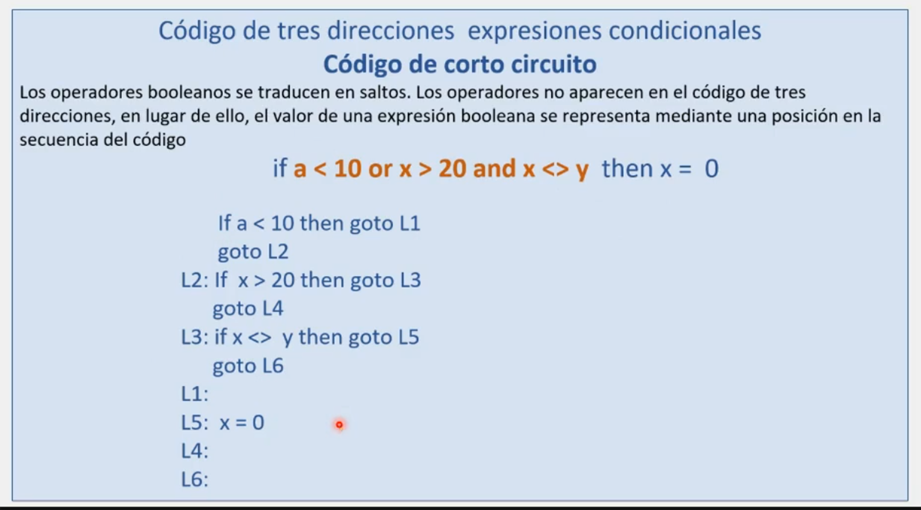 Código de tres direcciones expresiones condicionales
Código de corto circuito
Los operadores booleanos se traducen en saltos. Los operadores no aparecen en el código de tres
direcciones, en lugar de ello, el valor de una expresión booleana se representa mediante una posición en la
secuencia del código
if a < 10 or x > 20 and x <> y then x = 0
If a < 10 then goto L1
goto L2
L2: If x > 20 then goto L3
goto L4
L3: if x <> y then goto L5
goto L6
L1:
L5: x = 0
L4:
L6: